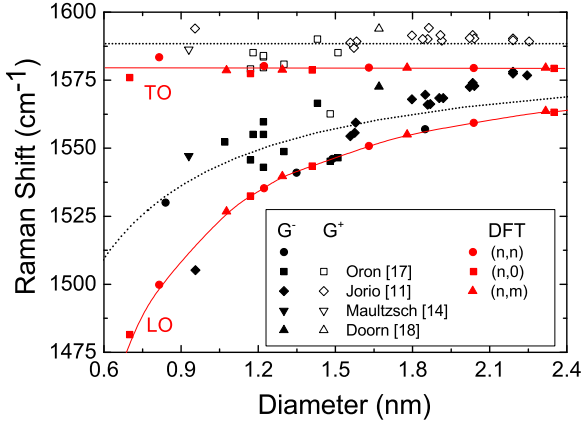 1600
1575
1550
1525
1500
1475
Raman Shift (cm⁻¹)
TO
LO
G⁻ G⁺ DFT
(n,n)
Oron [17] (n,0)
Jorio [11] (n,m)
Maultzsch [14]
Doorn [18]
0.6 0.9 1.2 1.5 1.8 2.1 2.4
Diameter (nm)